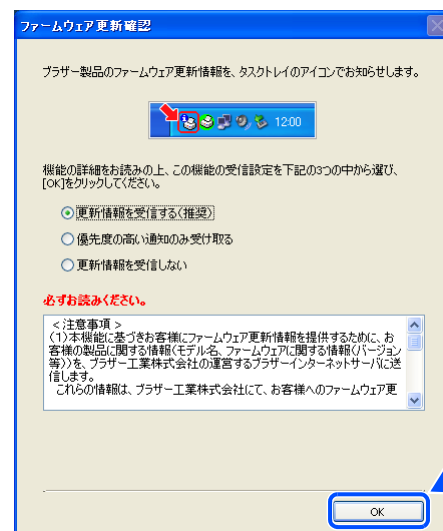 ファームウェア更新確認
ブラザー製品のファームウェア更新情報を、タスクトレイのアイコンでお知らせします。
12:00
機能の詳細をお読みの上、この機能の受信設定を下記の3つの中から選び、
[OK]をクリックしてください。
更新情報を受信する(推奨)
優先度の高い通知のみ受け取る
更新情報を受信しない
必ずお読みください。
<注意事項>
(1)本機能に基づきお客様にファームウェア更新情報を提供するために、お
客様の製品に関する情報(モデル名、ファームウェアに関する情報(バージョン
等))を、ブラザー工業株式会社の運営するブラザーインターネットサーバに送
信します。
これらの情報は、ブラザー工業株式会社にて、お客様へのファームウェア更
OK